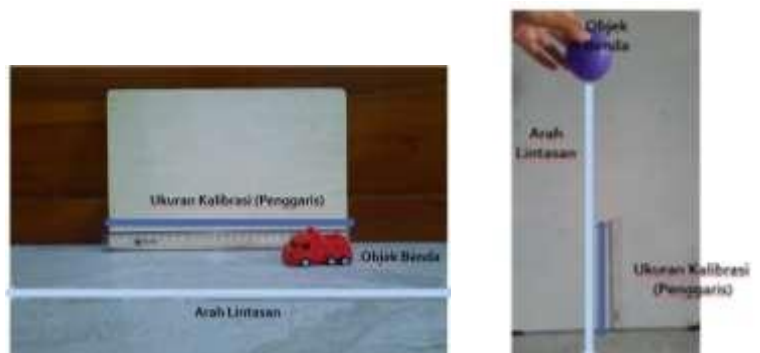 Ukuran Kalibrasi (Penggaris)
Objek Benda
Arah Lintasan
Objek
Benda
Arah
Lintasan
Ukuran Kalibrasi
(Penggaris)